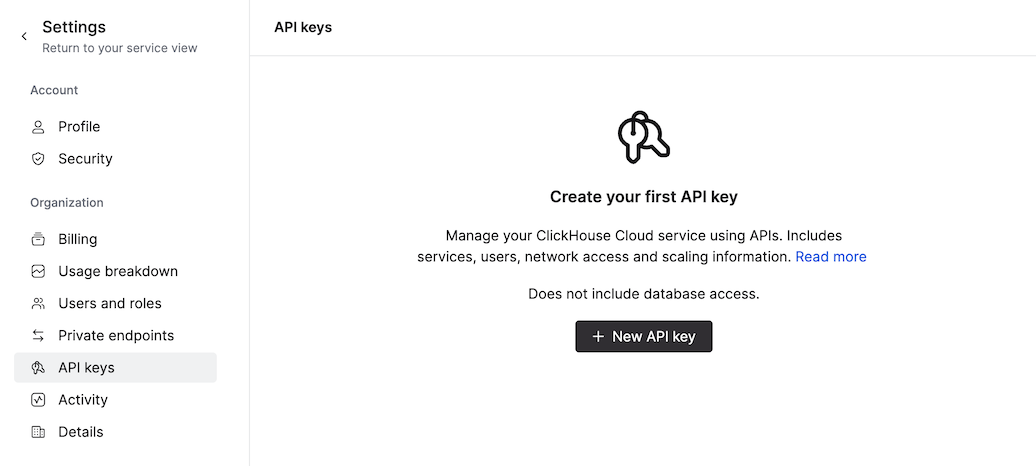 Settings
Return to your service view
Account
Profile
Security
Organization
Billing
Usage breakdown
Users and roles
Private endpoints
API keys
Activity
Details
API keys
Create your first API key
Manage your ClickHouse Cloud service using APIs. Includes
services, users, network access and scaling information. Read more
Does not include database access.
+ New API key